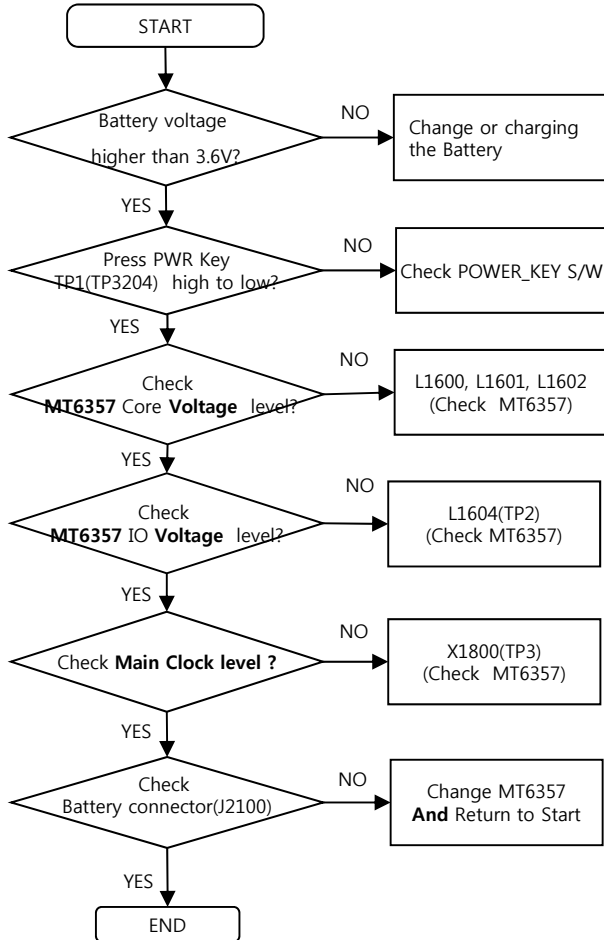 START
Battery voltage
higher than 3.6V?
NO
Change or charging
the Battery
YES
Press PWR Key
TP1(TP3204) high to low?
NO
Check POWER_KEY S/W
YES
Check
MT6357 Core Voltage level?
NO
L1600, L1601, L1602
(Check MT6357)
YES
Check
MT6357 IO Voltage level?
NO
L1604(TP2)
(Check MT6357)
YES
Check Main Clock level ?
NO
X1800(TP3)
(Check MT6357)
YES
Check
Battery connector(J2100)
NO
Change MT6357
And Return to Start
YES
END